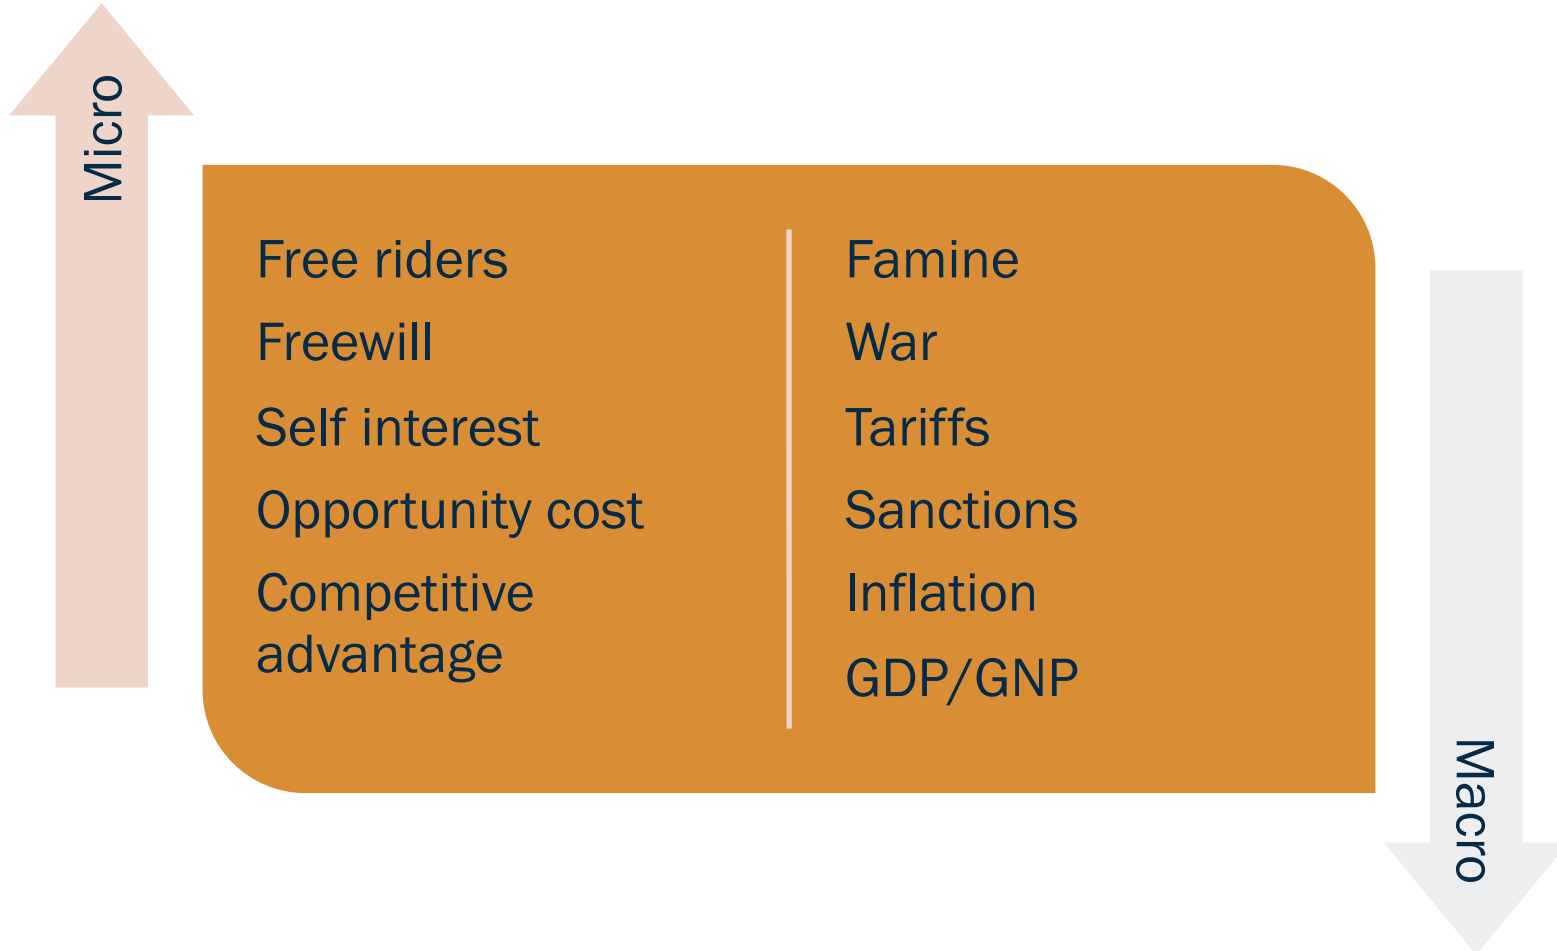 Micro
Free riders
Freewill
Self interest
Opportunity cost
Competitive
advantage
Famine
War
Tariffs
Sanctions
Inflation
GDP/GNP
Macro